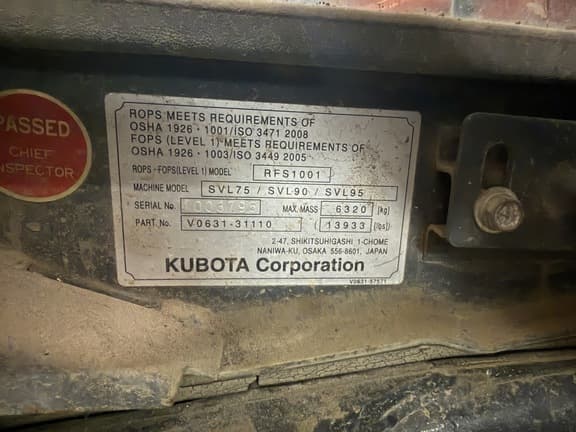 PASSED
CHIEF
INSPECTOR
ROPS MEETS REQUIREMENTS OF
OSHA 1926 - 1001/ISO 3471 2008
FOPS (LEVEL 1) MEETS REQUIREMENTS OF
OSHA 1926 - 1003/ISO 3449 2005
ROPS - FOPS(LEVEL 1) MODEL RFS1001
MACHINE MODEL SVL75 / SVL90 / SVL95
SERIAL No. MAX. MASS 6320 [kg]
PART. No. V0631-31110 ( 13933 [lbs])
2-47, SHIKITSUHIGASHI 1-CHOME
NANIWA-KU, OSAKA 556-8601, JAPAN
KUBOTA Corporation
V0631-57571